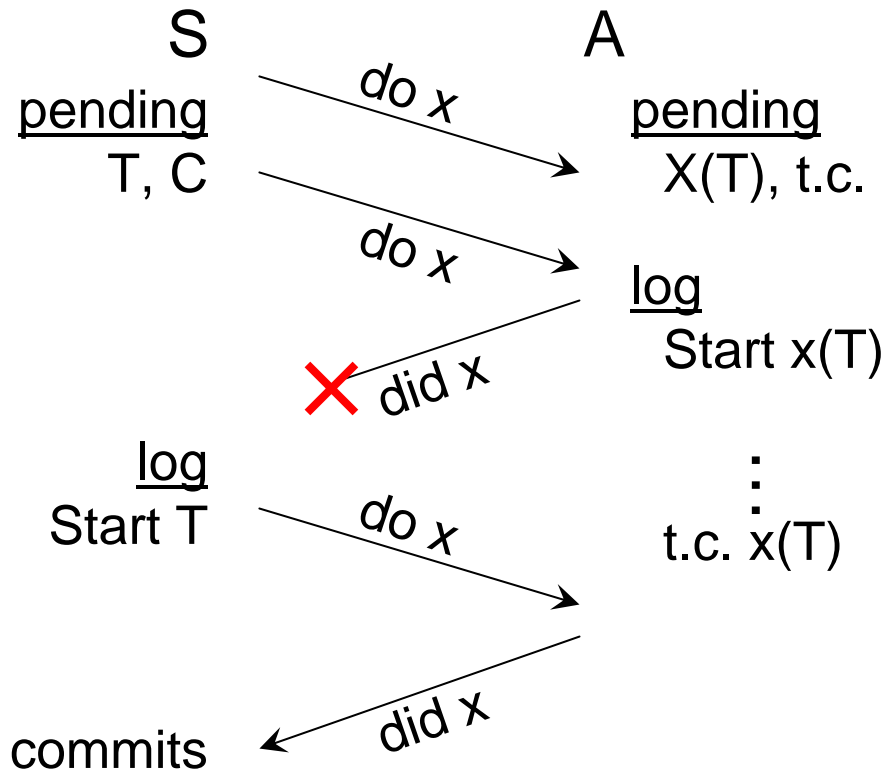 S
A
do x
pending
T, C
pending
X(T), t.c.
do x
log
Start x(T)
did x
log
Start T
do x
⋮
t.c. x(T)
did x
commits